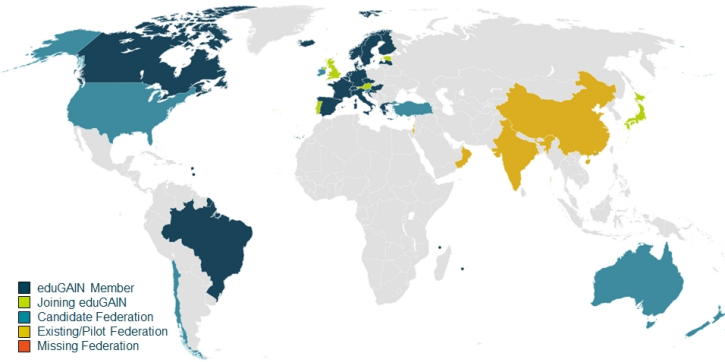 eduGAIN Member
Joining eduGAIN
Candidate Federation
Existing/Pilot Federation
Missing Federation